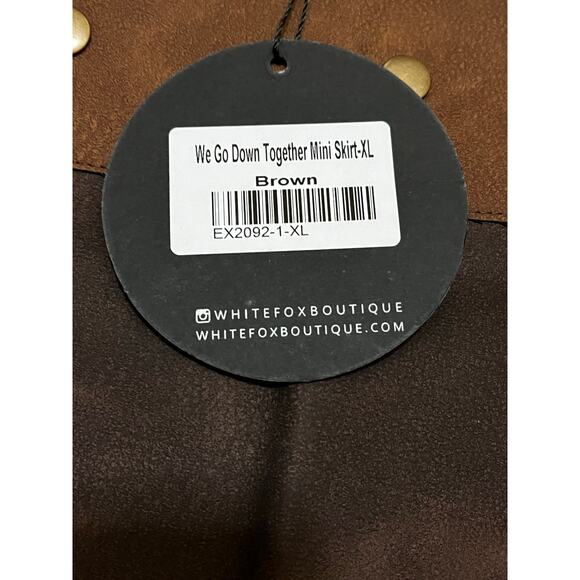 We Go Down Together Mini Skirt-XL
Brown
EX2092-1-XL
WHITEFOXBOUTIQUE
WHITEFOXBOUTIQUE.COM